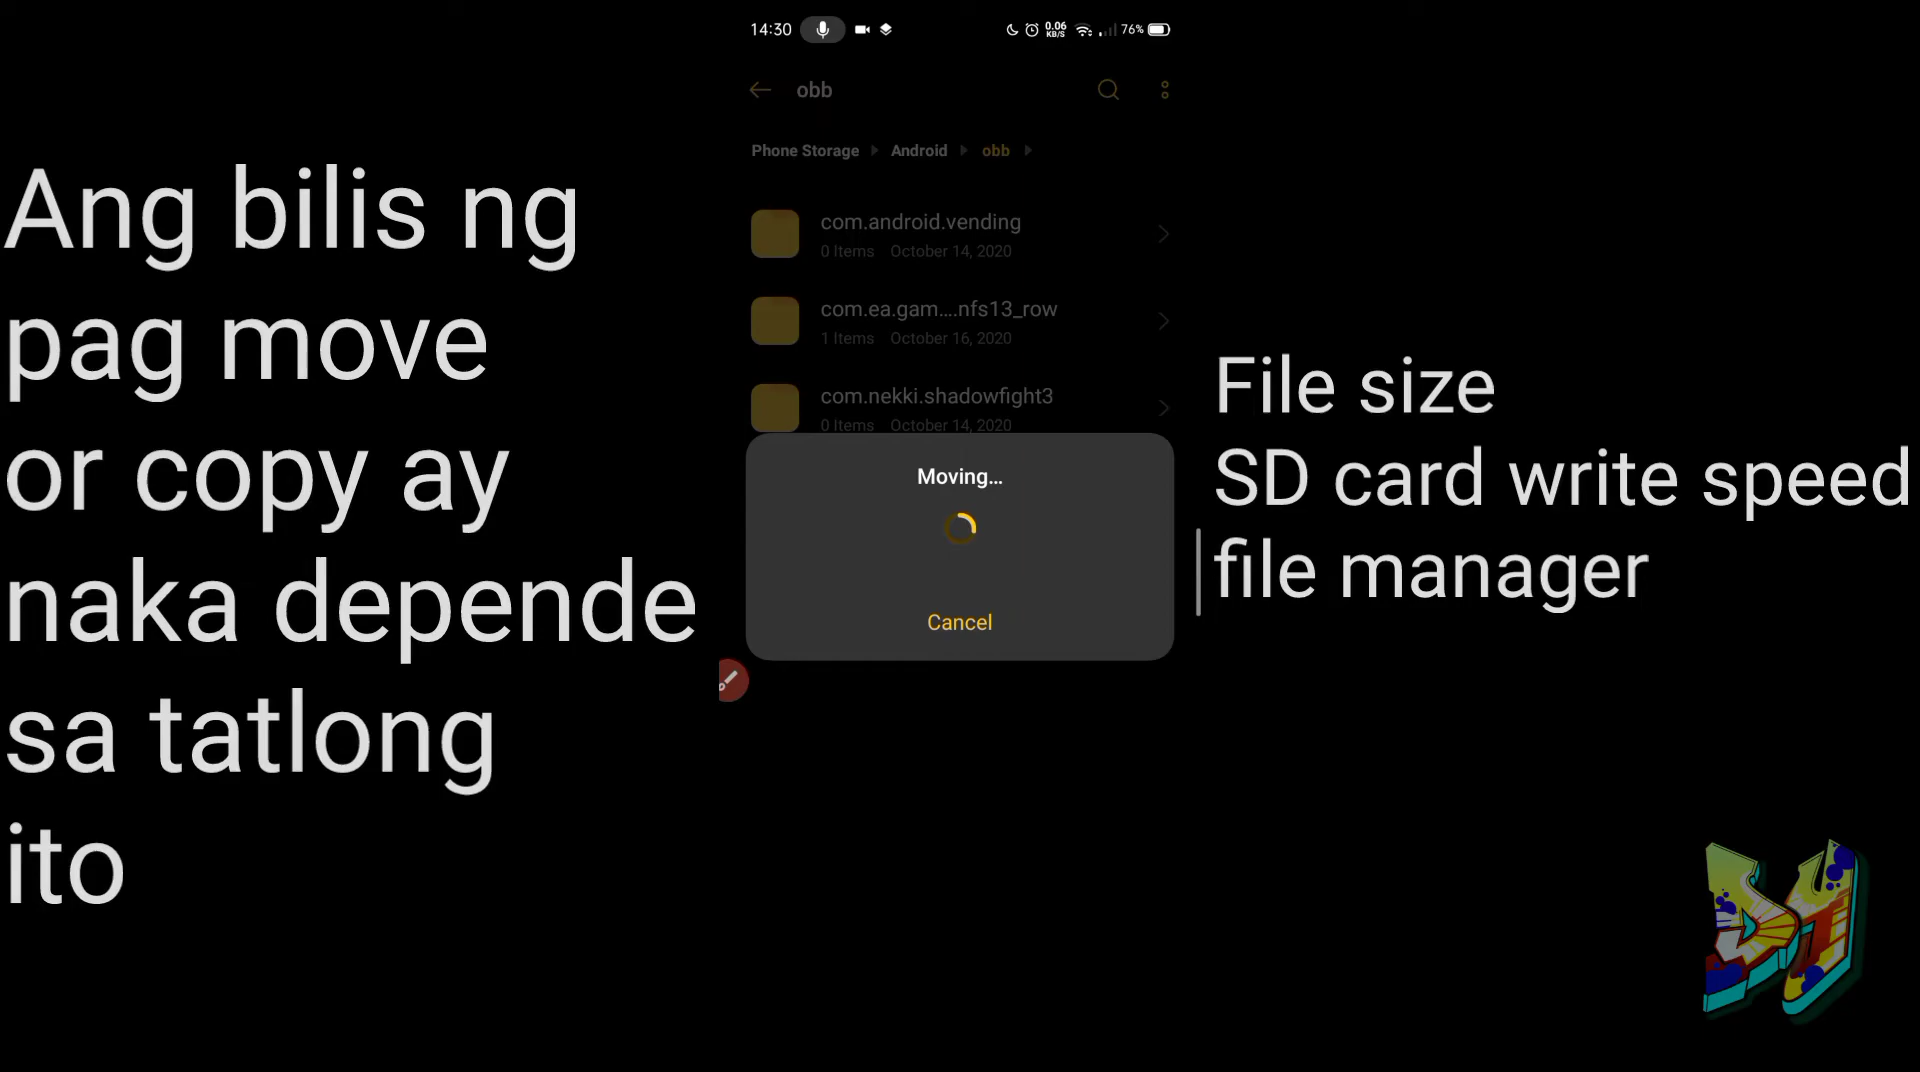 Ang bilis ng
pag move
or copy ay
naka depende
sa tatlong
ito
14:30
0.06
KB/S
76%
obb
Phone Storage Android obb
com.android.vending
0 Items October 14, 2020
com.ea.gam....nfs13_row
1 Items October 16, 2020
com.nekki.shadowfight3
0 Items October 14, 2020
Moving...
Cancel
File size
SD card write speed
file manager